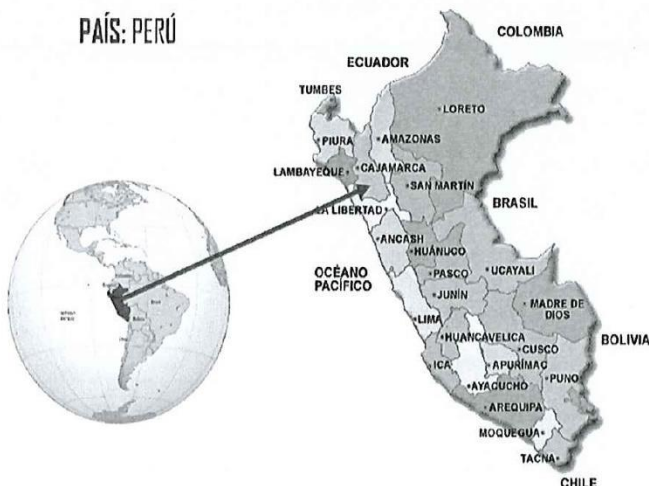 PAÍS: PERÚ
COLOMBIA
ECUADOR
TUMBES
LORETO
PIURA
AMAZONAS
LAMBAYEQUE
CAJAMARCA
SAN MARTÍN
BRASIL
LA LIBERTAD
ANCASH
HUÁNUCO
OCÉANO
PACÍFICO
PASCO
UCAYALI
JUNÍN
MADRE DE
DIOS
LIMA
HUANCAVELICA
BOLIVIA
CUSCO
ICA
APURÍMAC
PUNO
AYACUCHO
AREQUIPA
MOQUEGUA
TACNA
CHILE